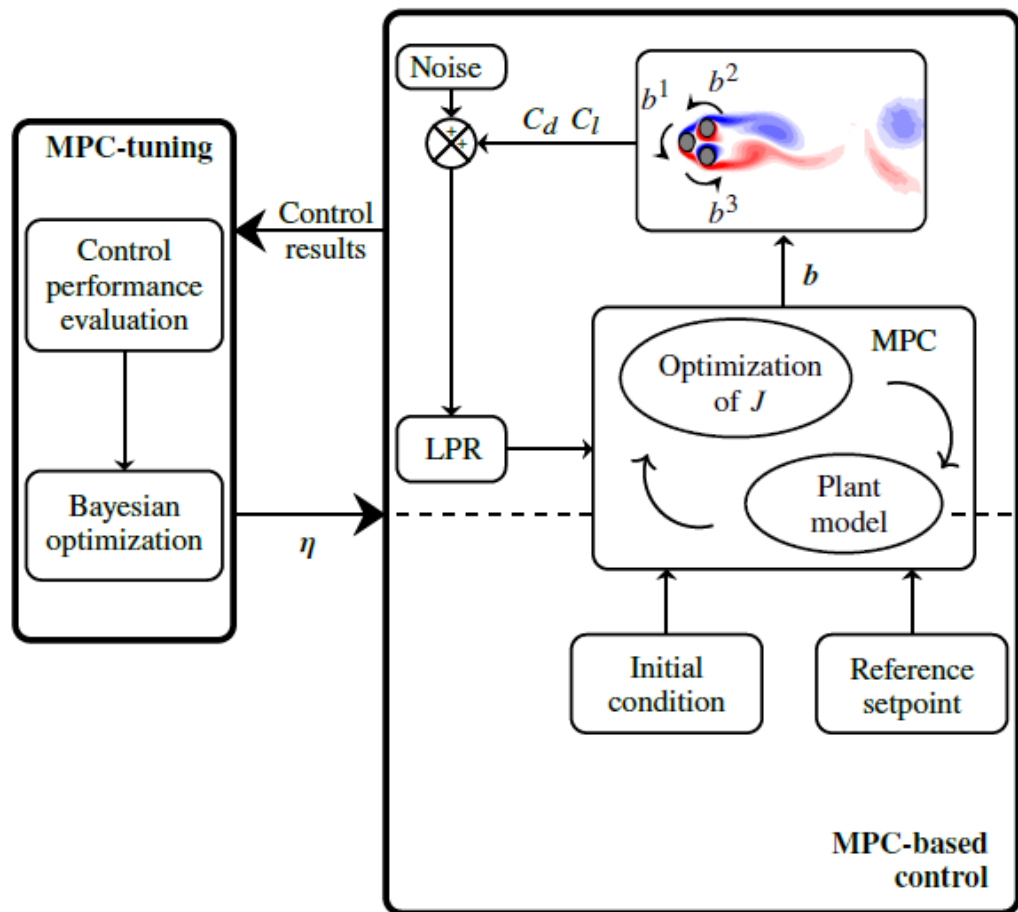 MPC-tuning
Control
performance
evaluation
Bayesian
optimization
Control
results
η
Noise
+
+
C_d C_l
b^1
b^2
b^3
b
LPR
MPC
Optimization
of J
Plant
model
Initial
condition
Reference
setpoint
MPC-based
control